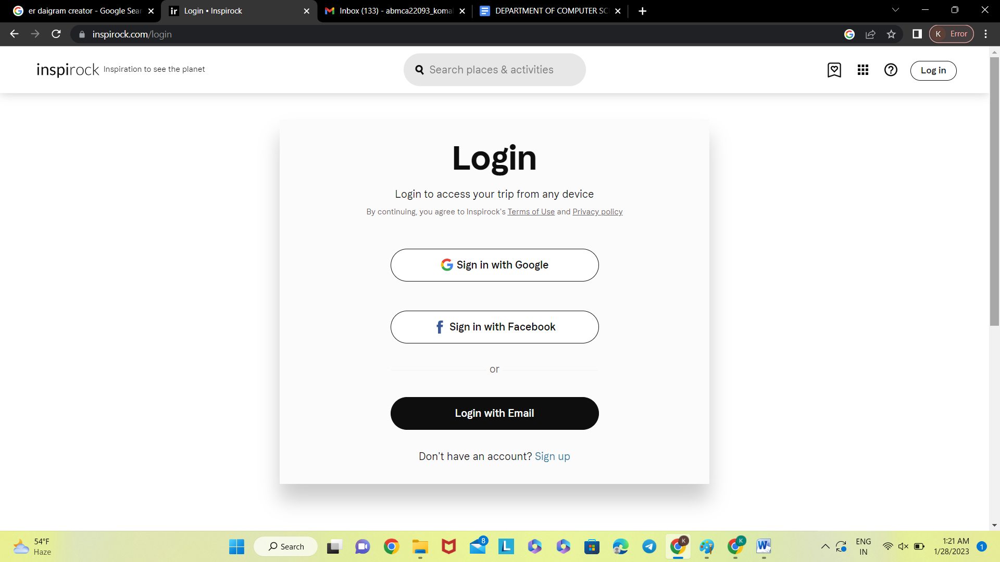 er daigram creator - Google Sear
Login • Inspirock
Inbox (133) - abmca22093_komal
DEPARTMENT OF COMPUTER SC
inspirock.com/login
K Error
inspirock Inspiration to see the planet
Search places & activities
Log in
Login
Login to access your trip from any device
By continuing, you agree to Inspirock's Terms of Use and Privacy policy
Sign in with Google
Sign in with Facebook
or
Login with Email
Don't have an account? Sign up
54°F
Haze
Search
8
K
K
ENG
IN
1:21 AM
1/28/2023
1